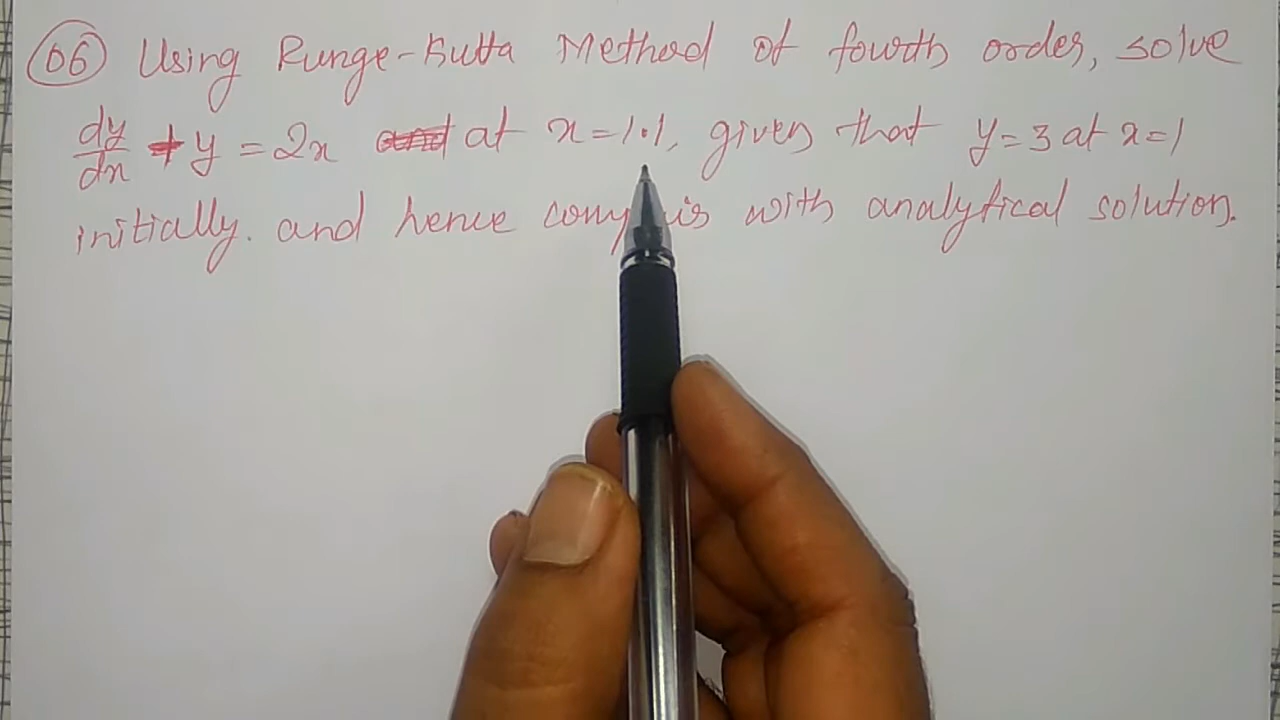 06 Using Runge-Kutta Method of fourth order, solve
dy/dx + y = 2x at x=1.1, given that y=3 at x=1
initially. and hence with analytical solution.